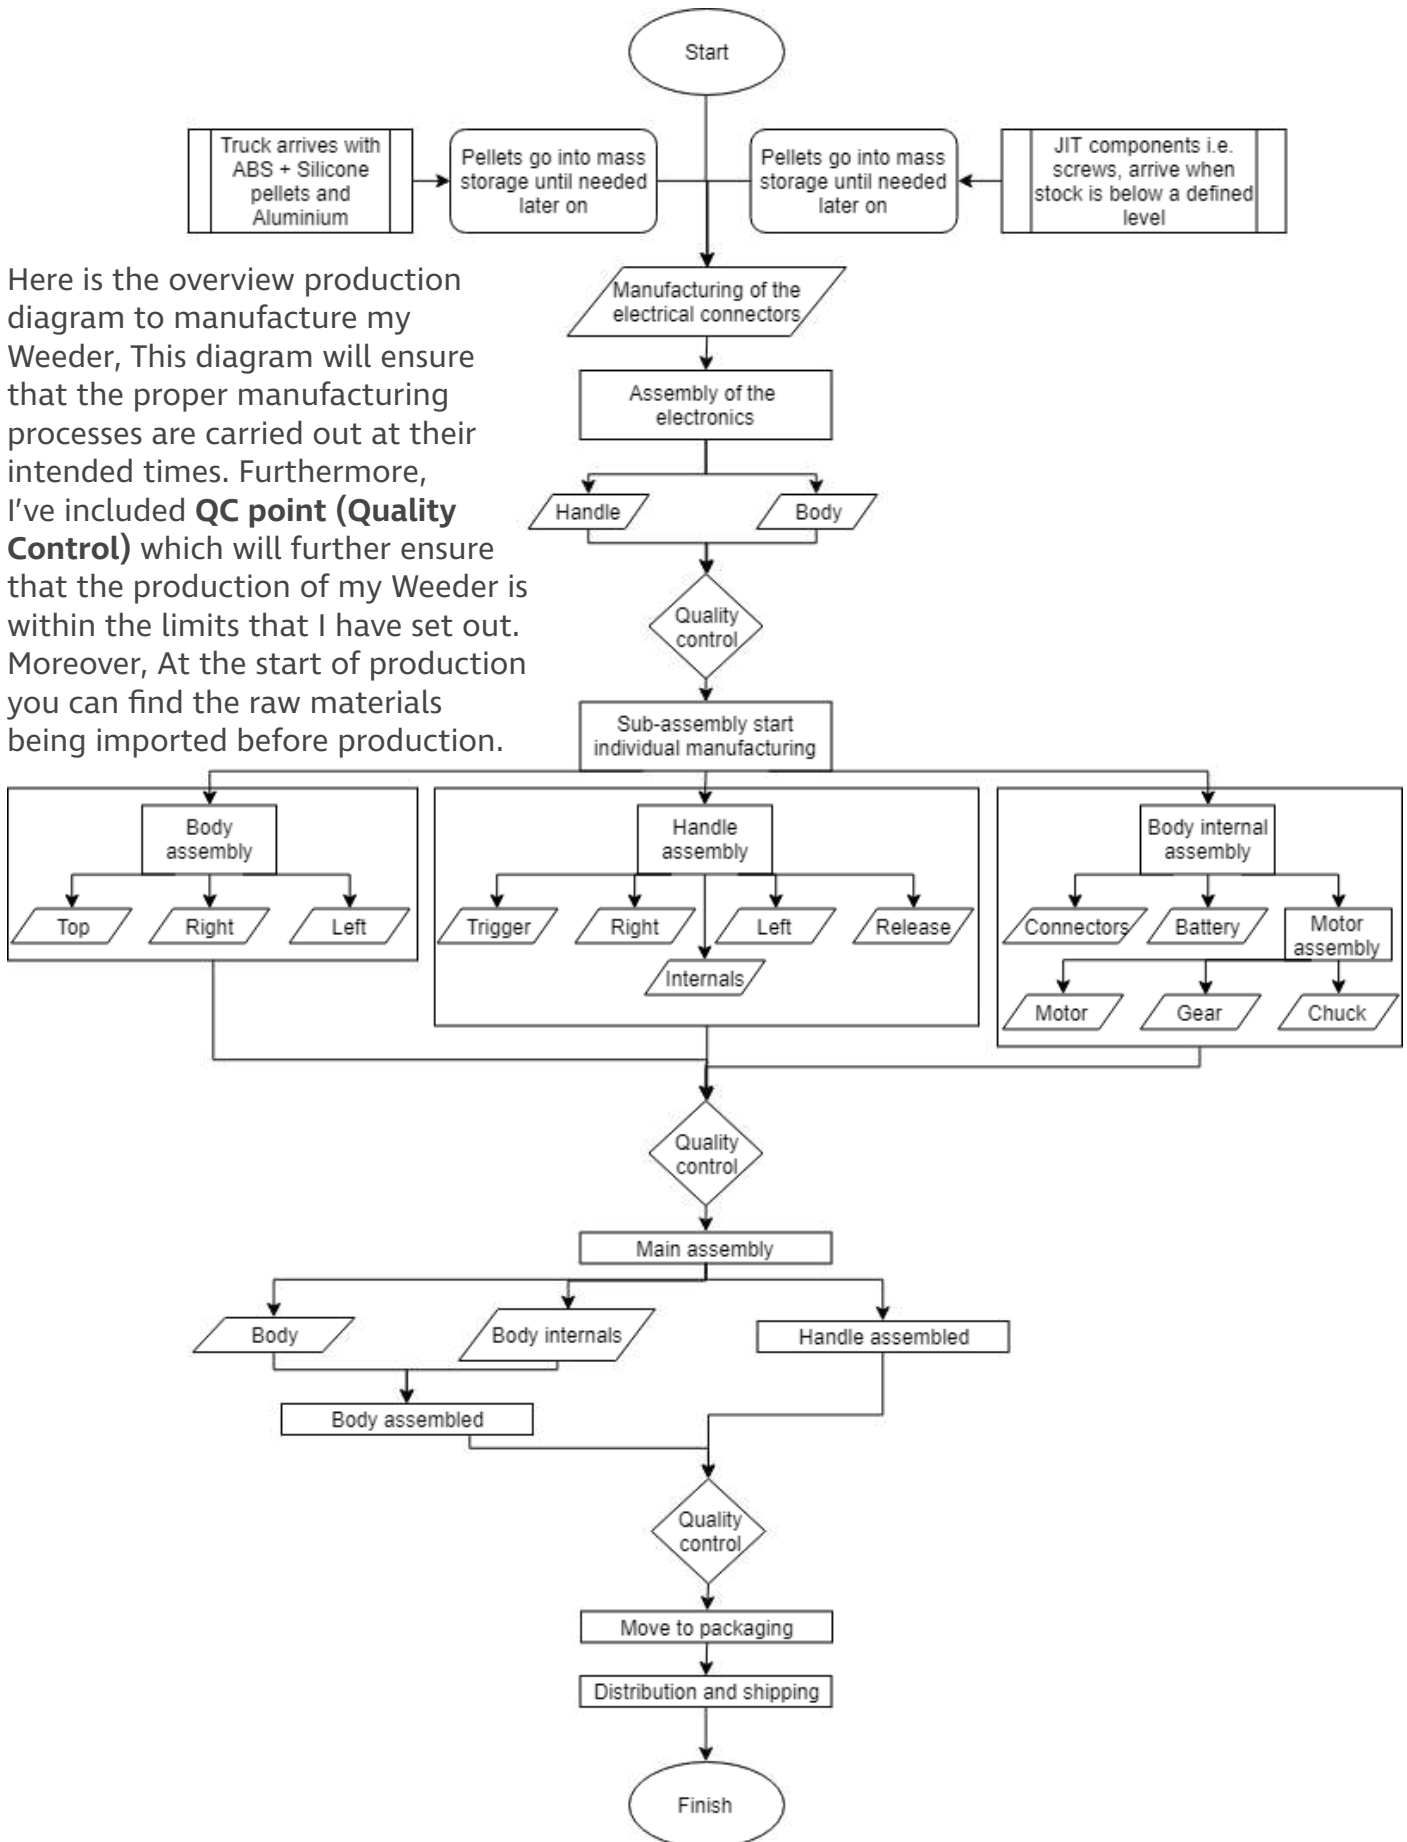 Start
Truck arrives with
ABS + Silicone
pellets and
Aluminium
Pellets go into mass
storage until needed
later on
Pellets go into mass
storage until needed
later on
JIT components i.e.
screws, arrive when
stock is below a defined
level
Here is the overview production
diagram to manufacture my
Weeder, This diagram will ensure
that the proper manufacturing
processes are carried out at their
intended times. Furthermore,
I've included QC point (Quality
Control) which will further ensure
that the production of my Weeder is
within the limits that I have set out.
Moreover, At the start of production
you can find the raw materials
being imported before production.
Manufacturing of the
electrical connectors
Assembly of the
electronics
Handle
Body
Quality
control
Sub-assembly start
individual manufacturing
Body
assembly
Top
Right
Left
Handle
assembly
Trigger
Right
Left
Release
Internals
Body internal
assembly
Connectors
Battery
Motor
assembly
Motor
Gear
Chuck
Quality
control
Main assembly
Body
Body internals
Handle assembled
Body assembled
Quality
control
Move to packaging
Distribution and shipping
Finish